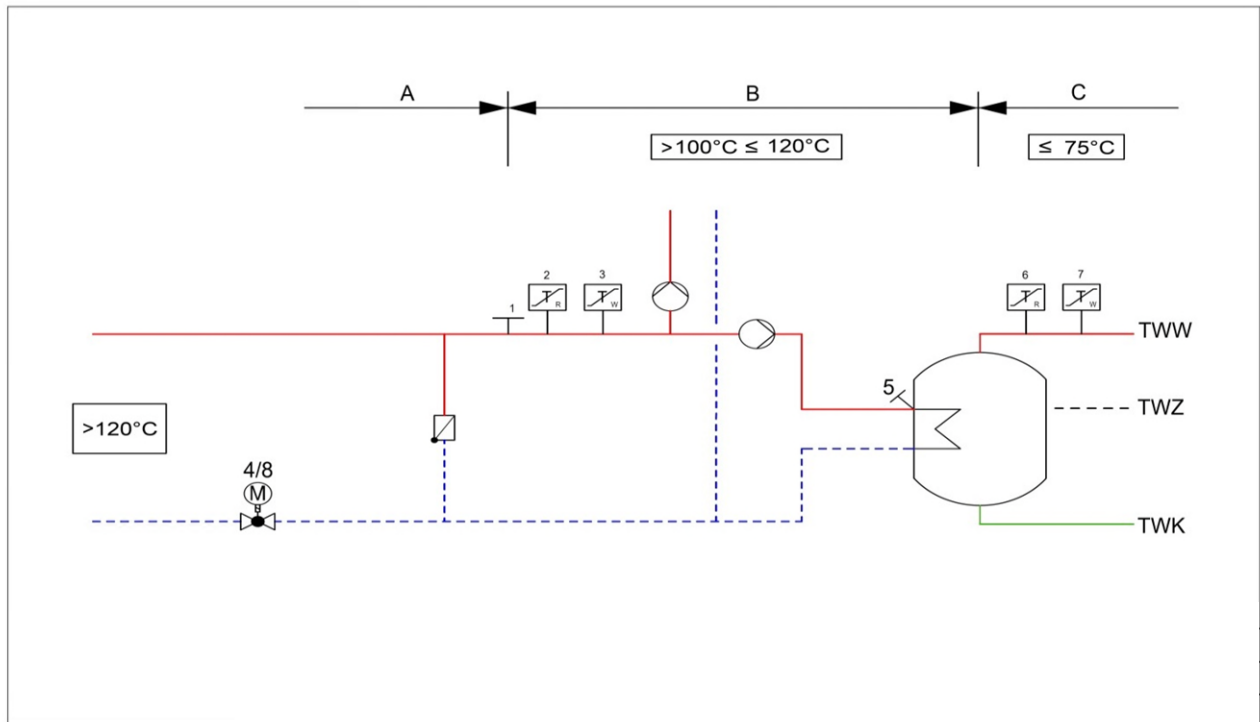 A
B
C
>100°C ≤ 120°C
≤ 75°C
2
3
6
7
T R
T W
T R
T W
1
TWW
5
TWZ
>120°C
4/8
M
TWK